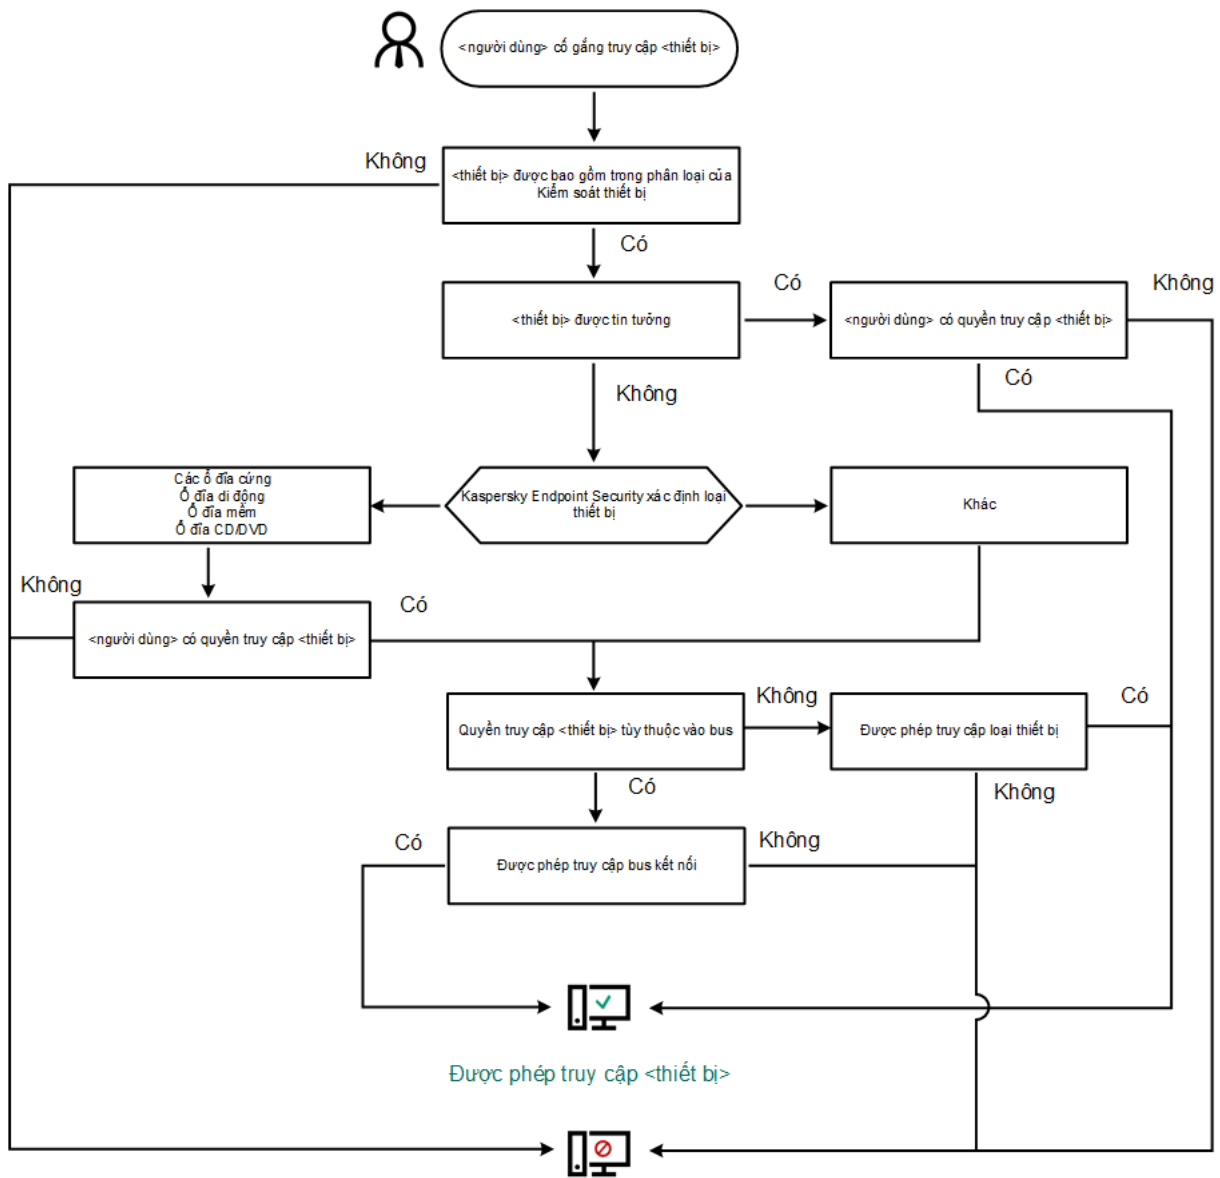 <người dùng> cố gắng truy cập <thiết bị>
Không
<thiết bị> được bao gồm trong phân loại của
Kiểm soát thiết bị
Có
Có
Không
<thiết bị> được tin tưởng
<người dùng> có quyền truy cập <thiết bị>
Có
Không
Các ổ đĩa cứng
Ổ đĩa di động
Ổ đĩa mềm
Ổ đĩa CD/DVD
Kaspersky Endpoint Security xác định loại
thiết bị
Khác
Không
Có
<người dùng> có quyền truy cập <thiết bị>
Không
Có
Quyền truy cập <thiết bị> tùy thuộc vào bus
Được phép truy cập loại thiết bị
Có
Không
Có
Không
Được phép truy cập bus kết nối
Được phép truy cập <thiết bị>